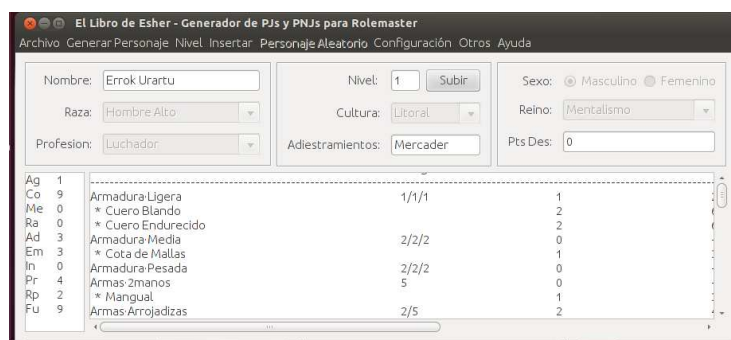 El Libro de Esher - Generador de PJs y PNJs para Rolemaster
Archivo Generar Personaje Nivel Insertar Personaje Aleatorio Configuración Otros Ayuda
Nombre: Errok Urartu
Raza: Hombre Alto
Profesion: Luchador
Nivel: 1 Subir
Cultura: Litoral
Adiestramientos: Mercader
Sexo: Masculino Femenino
Reino: Mentalismo
Pts Des: 0
Ag 1
Co 9
Me 0
Ra 0
Ad 3
Em 3
In 0
Pr 4
Rp 2
Fu 9
Armadura·Ligera 1/1/1 1
* Cuero Blando 2
* Cuero Endurecido 2
Armadura·Media 2/2/2 0
* Cota de Mallas 1
Armadura·Pesada 2/2/2 0
Armas·2manos 5 0
* Mangual 1
Armas·Arrojadizas 2/5 2